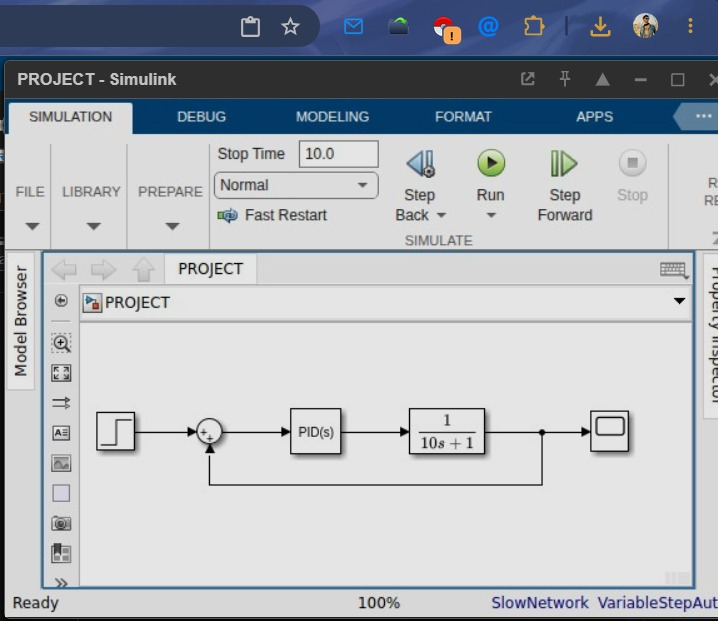 PROJECT - Simulink
SIMULATION DEBUG MODELING FORMAT APPS
FILE LIBRARY PREPARE
Stop Time 10.0
Normal
Fast Restart
Step Back
Run
Step Forward
Stop
SIMULATE
Model Browser
PROJECT
PROJECT
Property Inspector
PID(s)
1
10s + 1
Ready 100% SlowNetwork VariableStepAut